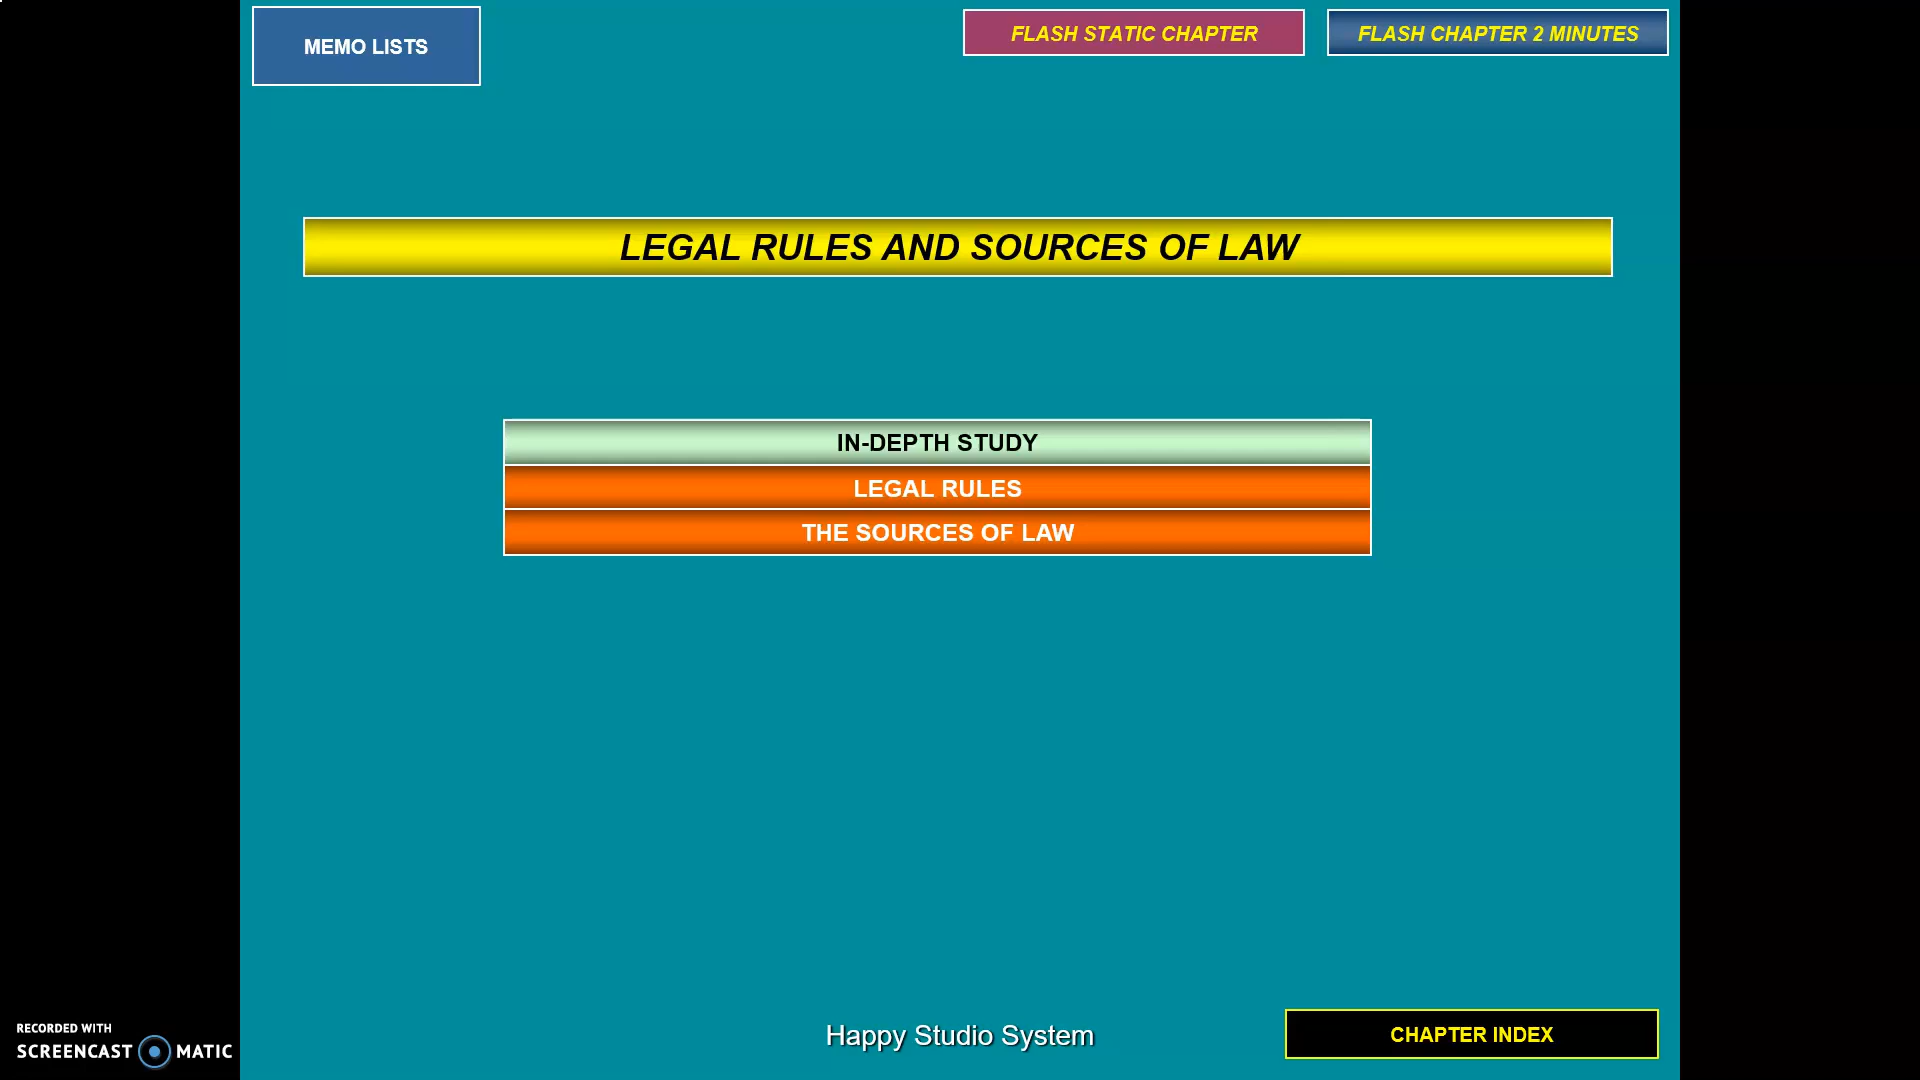 MEMO LISTS
FLASH STATIC CHAPTER
FLASH CHAPTER 2 MINUTES
LEGAL RULES AND SOURCES OF LAW
IN-DEPTH STUDY
LEGAL RULES
THE SOURCES OF LAW
RECORDED WITH
SCREENCAST MATIC
Happy Studio System
CHAPTER INDEX